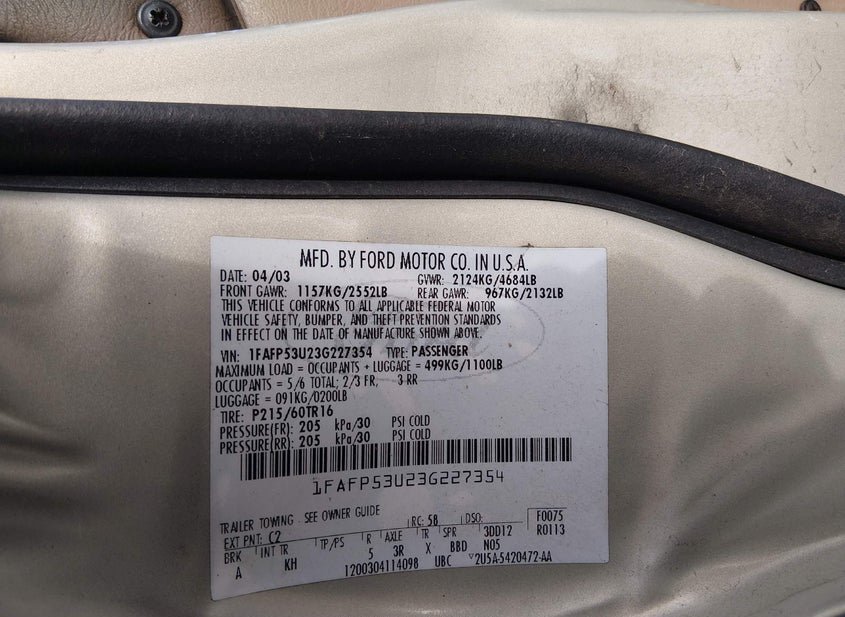 MFD. BY FORD MOTOR CO. IN U.S.A.
DATE: 04/03 GVWR: 2124KG/4684LB
FRONT GAWR: 1157KG/2552LB REAR GAWR: 967KG/2132LB
THIS VEHICLE CONFORMS TO ALL APPLICABLE FEDERAL MOTOR
VEHICLE SAFETY, BUMPER, AND THEFT PREVENTION STANDARDS
IN EFFECT ON THE DATE OF MANUFACTURE SHOWN ABOVE.
VIN: 1FAFP53U23G227354 TYPE: PASSENGER
MAXIMUM LOAD = OCCUPANTS + LUGGAGE = 499KG/1100LB
OCCUPANTS = 5/6 TOTAL; 2/3 FR, 3 RR
LUGGAGE = 091KG/0200LB
TIRE: P215/60TR16
PRESSURE(FR): 205 kPa/30 PSI COLD
PRESSURE(RR): 205 kPa/30 PSI COLD
1FAFP53U23G227354
TRAILER TOWING - SEE OWNER GUIDE
EXT PNT: C2 RC: 5B DSO: F0075
BRK INT TR TP/PS R AXLE TR SPR 3DD12 R0113
A KH 5 3R X BBD N05
1200304114098 UBC ▽2U5A-5420472-AA